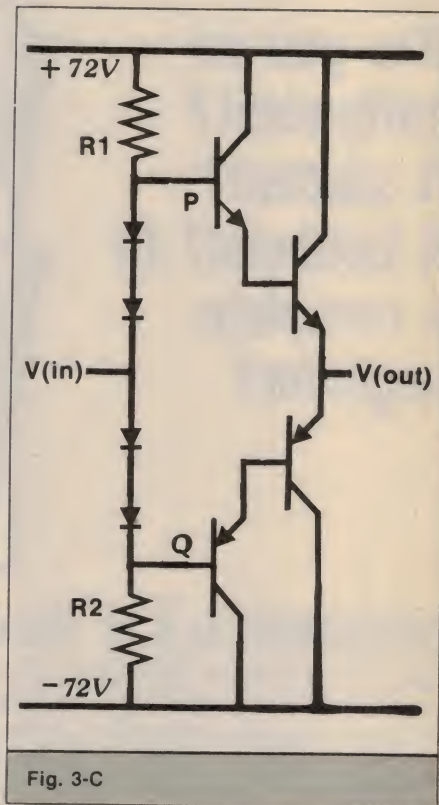 +72V
R1
P
V(in)
V(out)
Q
R2
−72V
Fig. 3-C